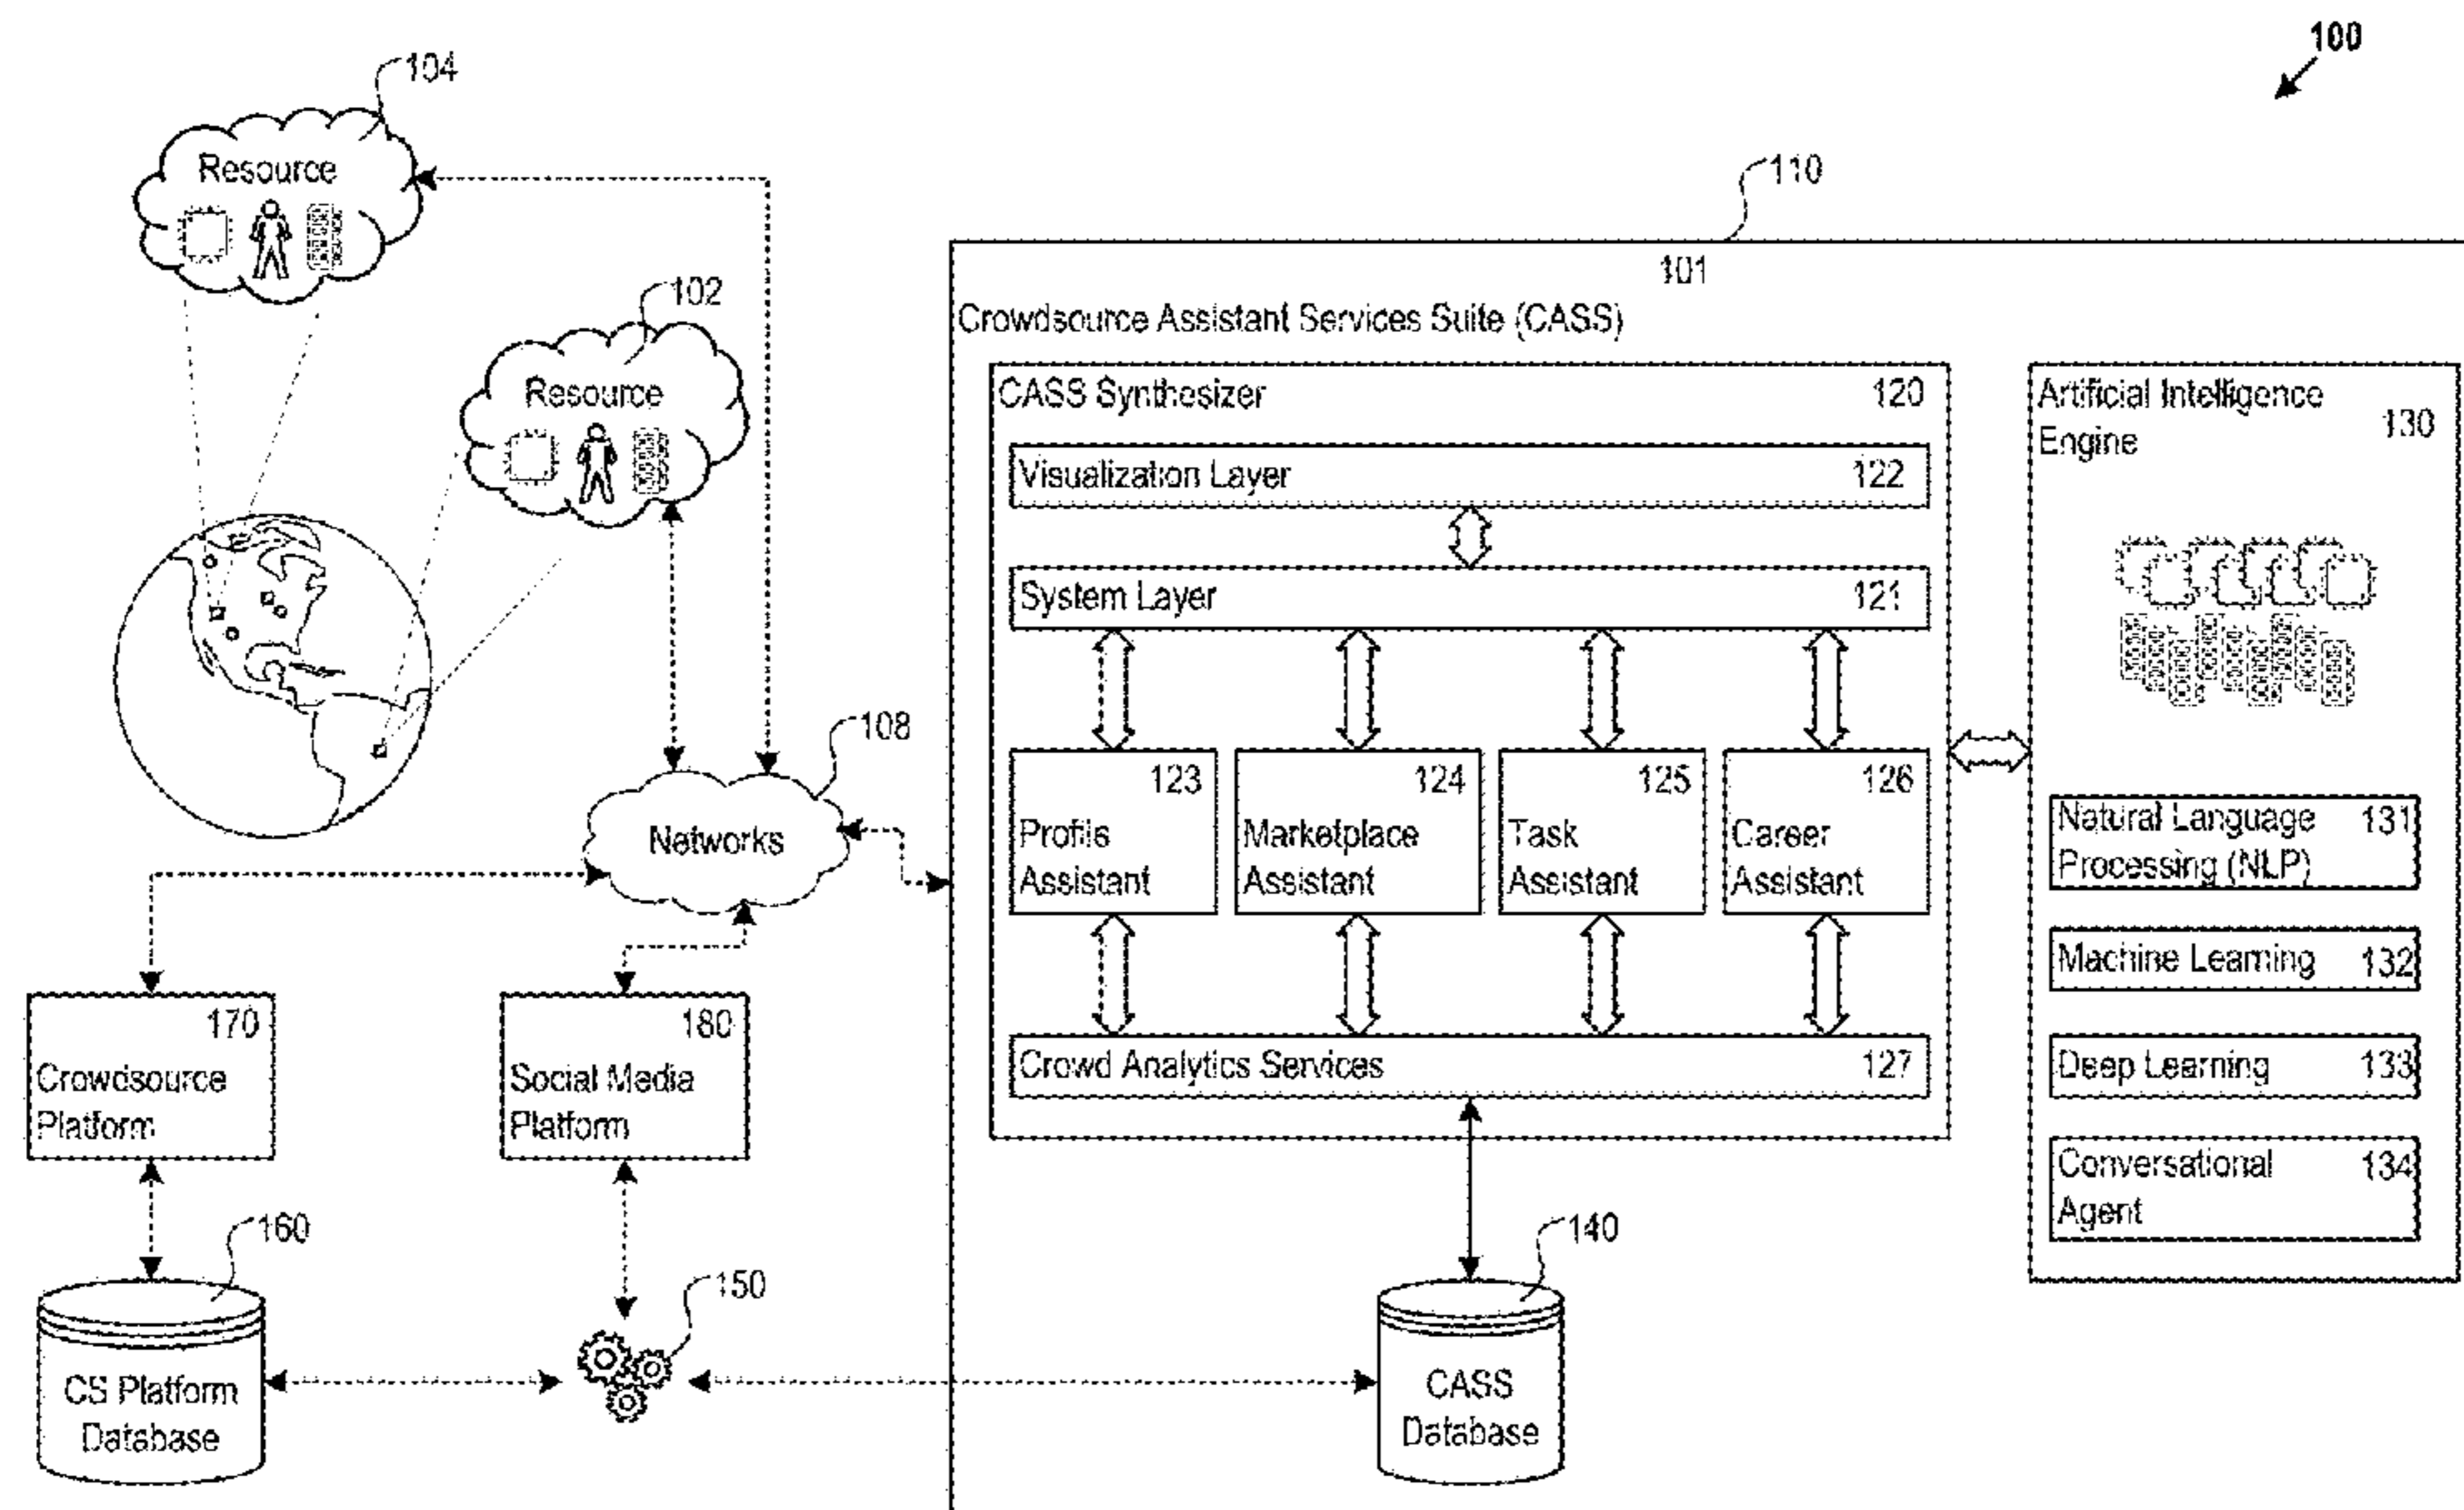 100
104
Resource
110
102
101
Crowdsource Assistant Services Suite (CASS)
Resource
CASS Synthesizer 120
Artificial Intelligence
Engine 130
Visualization Layer 122
System Layer 121
108
Networks
123
Profile
Assistant
124
Marketplace
Assistant
125
Task
Assistant
126
Career
Assistant
Natural Language 131
Processing (NLP)
Machine Learning 132
Deep Learning 133
Conversational 134
Agent
170
Crowdsource
Platform
180
Social Media
Platform
Crowd Analytics Services 127
160
150
140
CS Platform
Database
CASS
Database